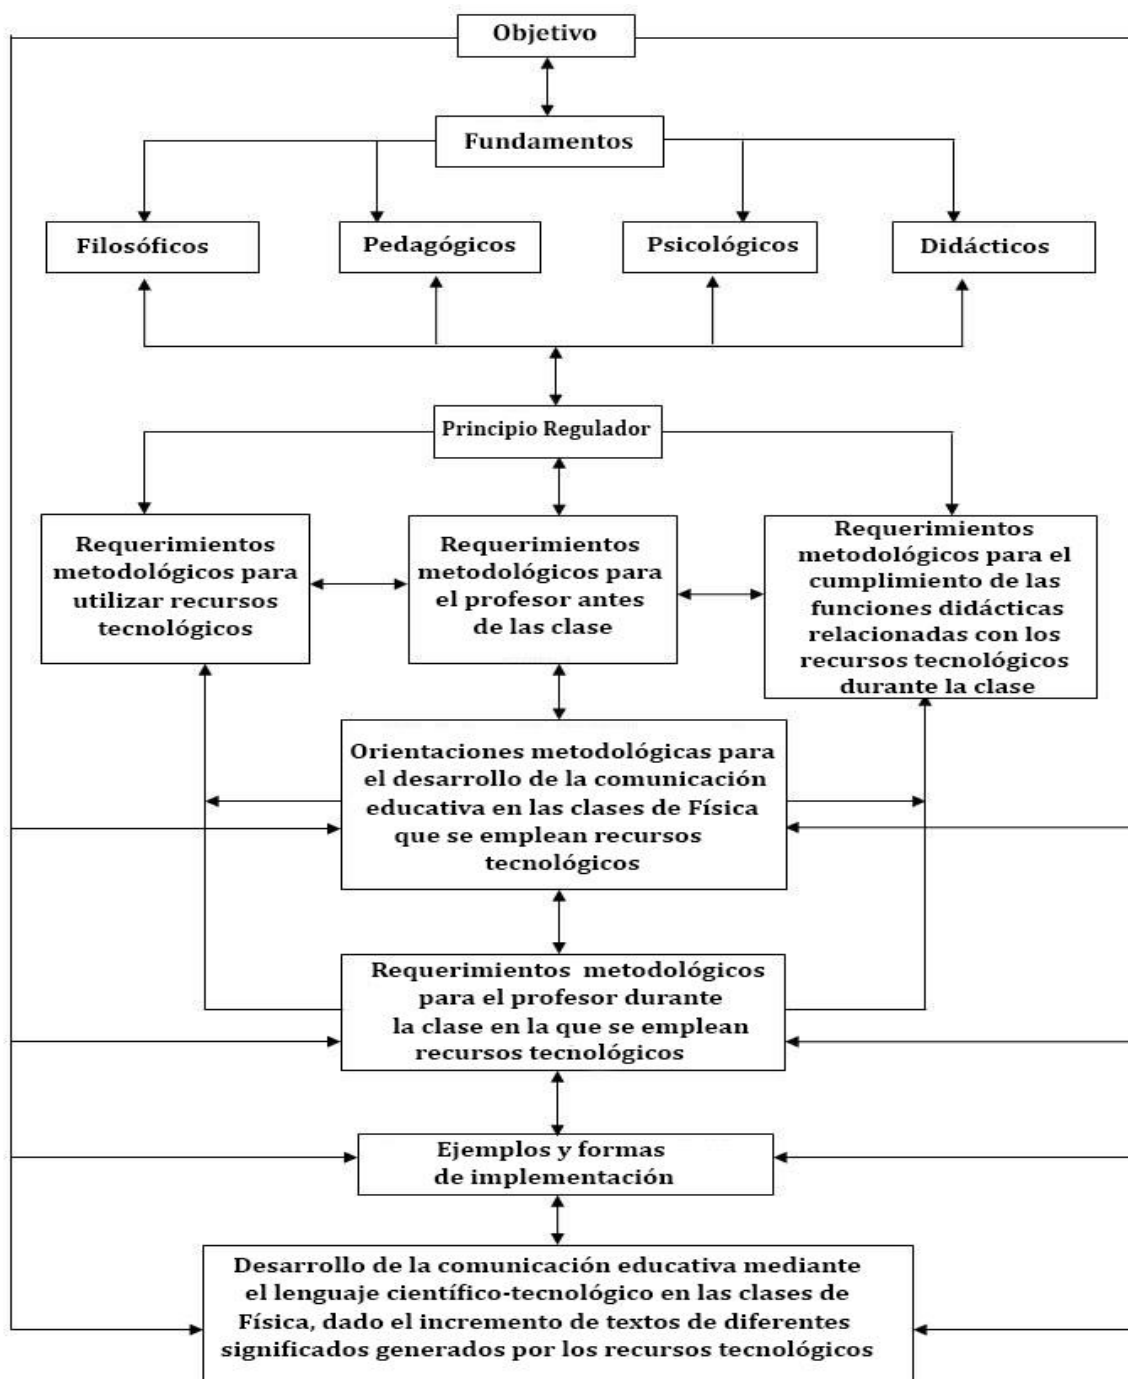 Objetivo
Fundamentos
Filosóficos
Pedagógicos
Psicológicos
Didácticos
Principio Regulador
Requerimientos
metodológicos para
utilizar recursos
tecnológicos
Requerimientos
metodológicos para
el profesor antes
de las clase
Requerimientos
metodológicos para el
cumplimiento de las
funciones didácticas
relacionadas con los
recursos tecnológicos
durante la clase
Orientaciones metodológicas para
el desarrollo de la comunicación
educativa en las clases de Física
que se emplean recursos
tecnológicos
Requerimientos metodológicos
para el profesor durante
la clase en la que se emplean
recursos tecnológicos
Ejemplos y formas
de implementación
Desarrollo de la comunicación educativa mediante
el lenguaje científico-tecnológico en las clases de
Física, dado el incremento de textos de diferentes
significados generados por los recursos tecnológicos